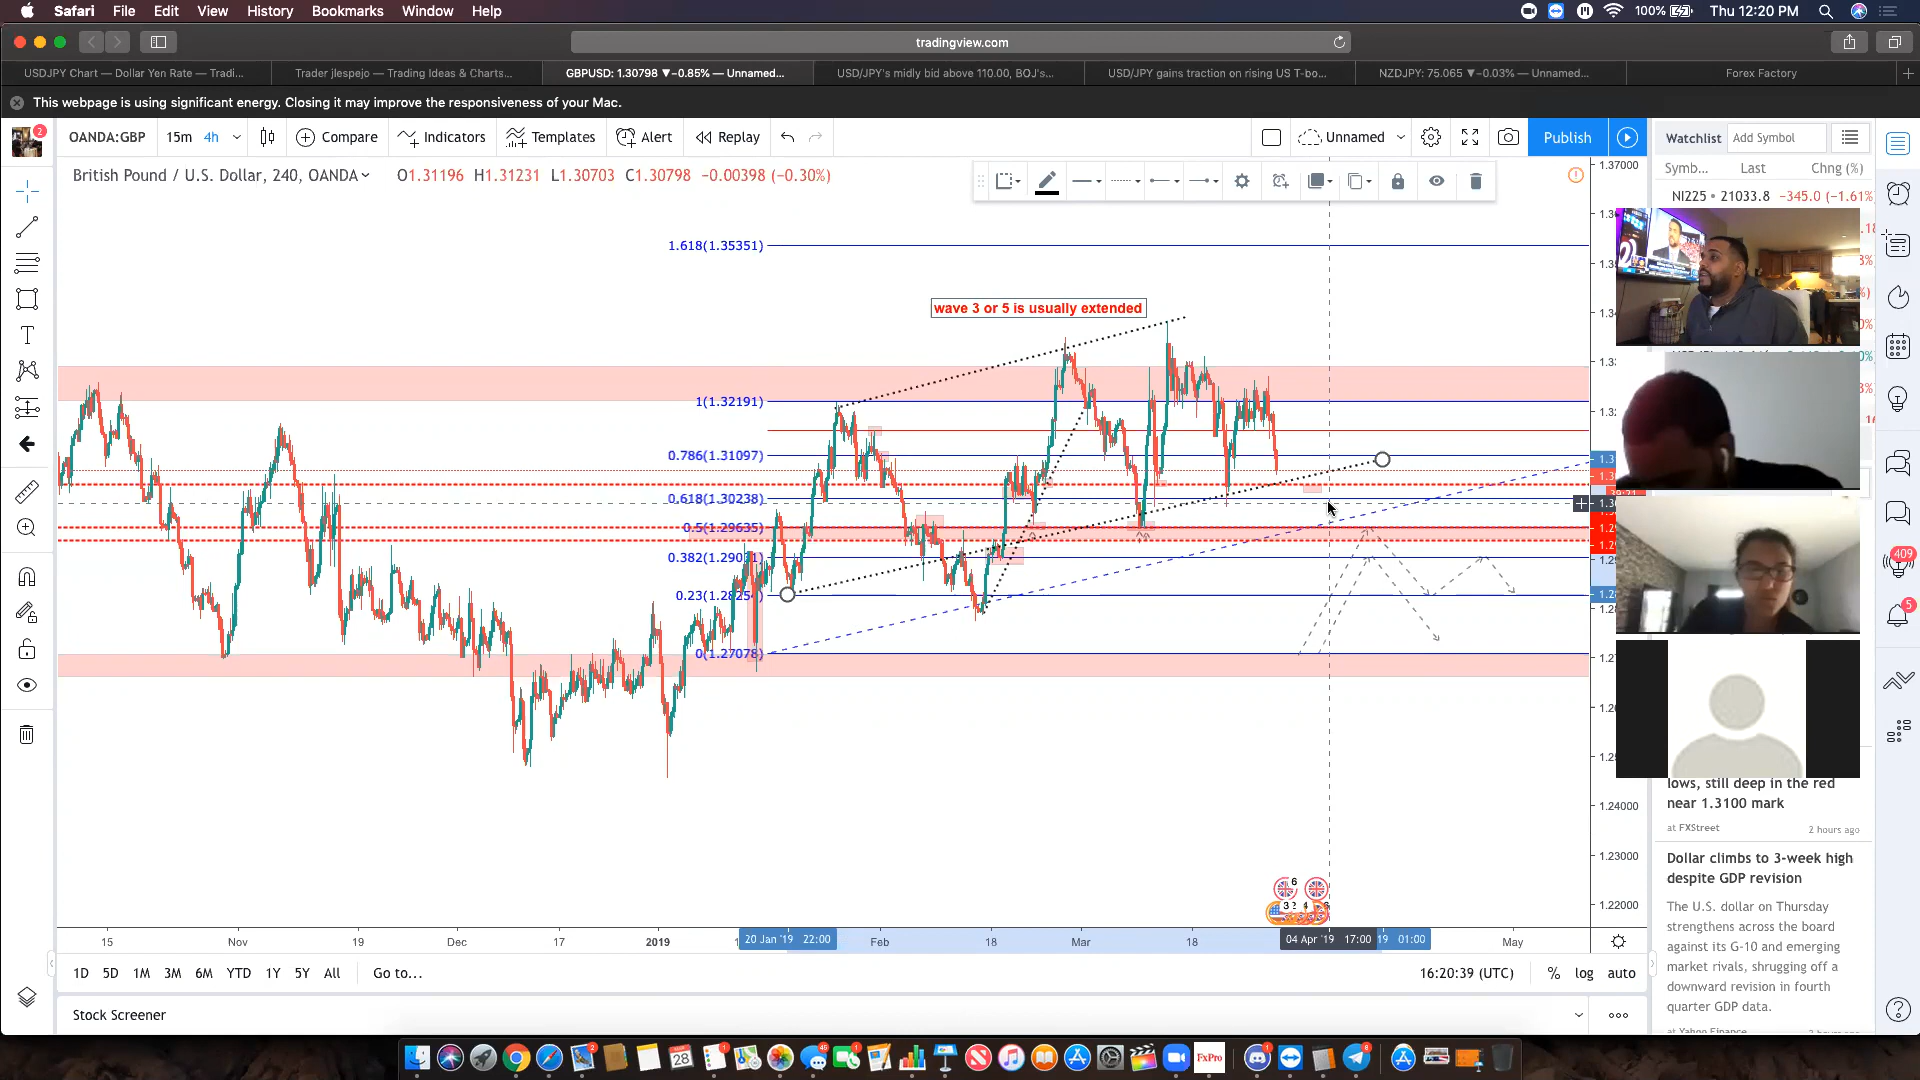 Safari File Edit View History Bookmarks Window Help
100% Thu 12:20 PM
tradingview.com
USDJPY Chart — Dollar Yen Rate — Tradi...
Trader jlespejo — Trading Ideas & Charts...
GBPUSD: 1.30798 ▼−0.85% — Unnamed...
USD/JPY's midly bid above 110.00, BOJ's...
USD/JPY gains traction on rising US T-bo...
NZDJPY: 75.065 ▼−0.03% — Unnamed...
Forex Factory
This webpage is using significant energy. Closing it may improve the responsiveness of your Mac.
2
OANDA:GBP 15m 4h Compare Indicators Templates Alert Replay Unnamed Publish
Watchlist Add Symbol
British Pound / U.S. Dollar, 240, OANDA O1.31196 H1.31231 L1.30703 C1.30798 −0.00398 (−0.30%)
Symb... Last Chng (%)
NI225 21033.8 −345.0 (−1.61%)
1.37000
1.618(1.35351)
wave 3 or 5 is usually extended
1(1.32191)
0.786(1.31097)
0.618(1.30238)
0.5(1.29635)
0.23(1.28254)
0(1.27078)
409
5
1.24000
1.23000
1.22000
lows, still deep in the red
near 1.3100 mark
at FXStreet 2 hours ago
Dollar climbs to 3-week high
despite GDP revision
The U.S. dollar on Thursday
strengthens across the board
against its G-10 and emerging
market rivals, shrugging off a
downward revision in fourth
quarter GDP data.
at Yahoo Finance
6
15 Nov 19 Dec 17 2019 20 Jan '19 22:00 Feb 18 Mar 18 04 Apr '19 17:00 19 01:00 May
1D 5D 1M 3M 6M YTD 1Y 5Y All Go to... 16:20:39 (UTC) % log auto
Stock Screener
28
FxPro